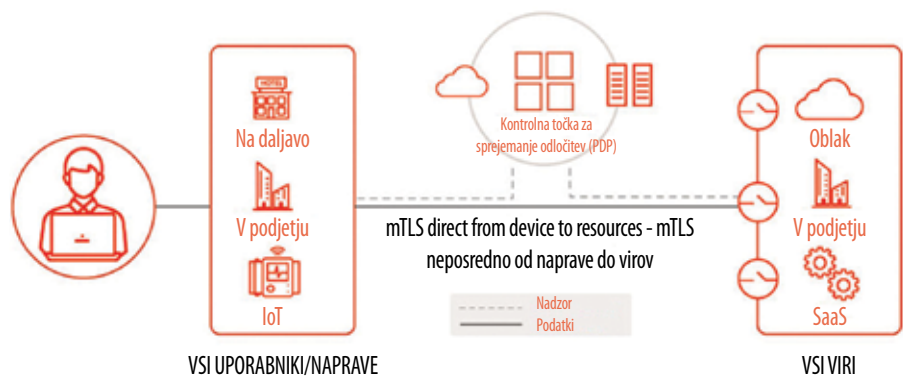 HOTEL
Na daljavo
V podjetju
IoT
VSI UPORABNIKI/NAPRAVE
Kontrolna točka za
sprejemanje odločitev (PDP)
mTLS direct from device to resources - mTLS
neposredno od naprave do virov
Nadzor
Podatki
Oblak
V podjetju
SaaS
VSI VIRI